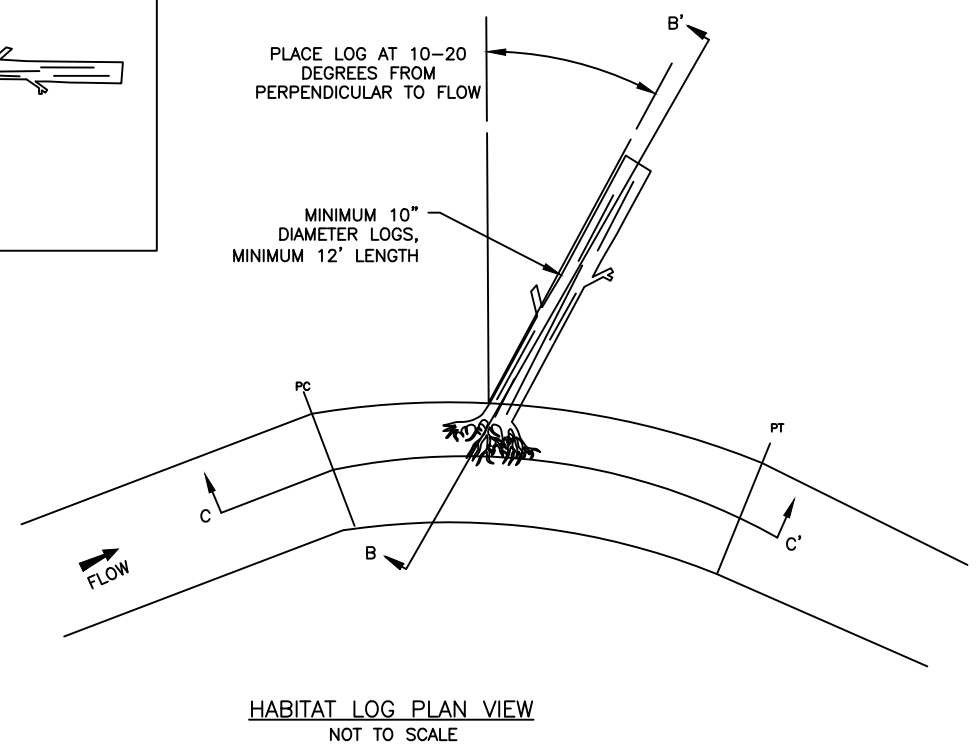 B'
PLACE LOG AT 10-20
DEGREES FROM
PERPENDICULAR TO FLOW
MINIMUM 10"
DIAMETER LOGS,
MINIMUM 12' LENGTH
PC
PT
C
C'
B
FLOW
HABITAT LOG PLAN VIEW
NOT TO SCALE